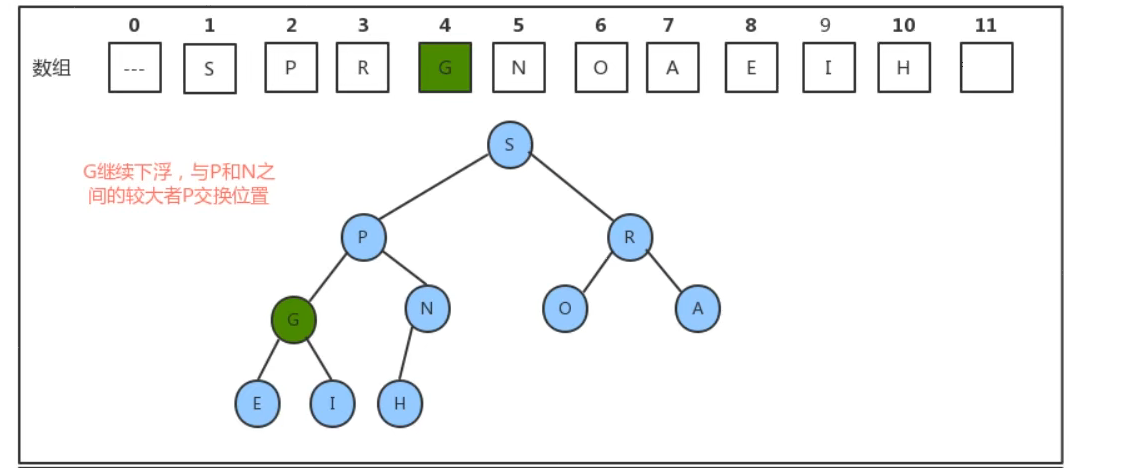 0 1 2 3 4 5 6 7 8 9 10 11
数组 --- S P R G N O A E I H
S
G继续下浮，与P和N之
间的较大者P交换位置
P R
G N O A
E I H